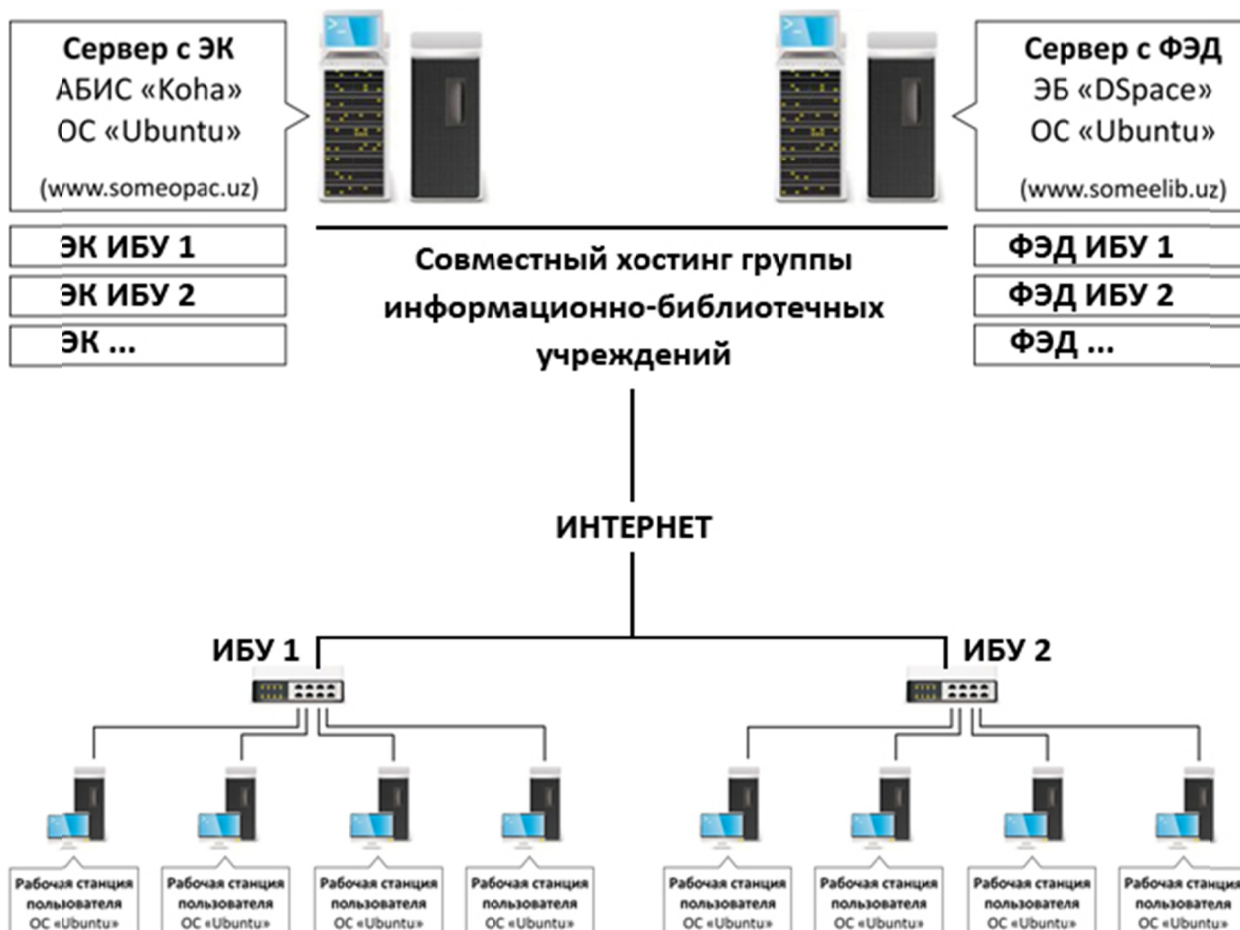 Сервер с ЭК
АБИС «Koha»
ОС «Ubuntu»
(www.someopac.uz)
ЭК ИБУ 1
ЭК ИБУ 2
ЭК ...
Сервер с ФЭД
ЭБ «DSpace»
ОС «Ubuntu»
(www.someelib.uz)
ФЭД ИБУ 1
ФЭД ИБУ 2
ФЭД ...
Совместный хостинг группы
информационно-библиотечных
учреждений
ИНТЕРНЕТ
ИБУ 1
ИБУ 2
Рабочая станция
пользователя
ОС «Ubuntu»
Рабочая станция
пользователя
ОС «Ubuntu»
Рабочая станция
пользователя
ОС «Ubuntu»
Рабочая станция
пользователя
ОС «Ubuntu»
Рабочая станция
пользователя
ОС «Ubuntu»
Рабочая станция
пользователя
ОС «Ubuntu»
Рабочая станция
пользователя
ОС «Ubuntu»
Рабочая станция
пользователя
ОС «Ubuntu»